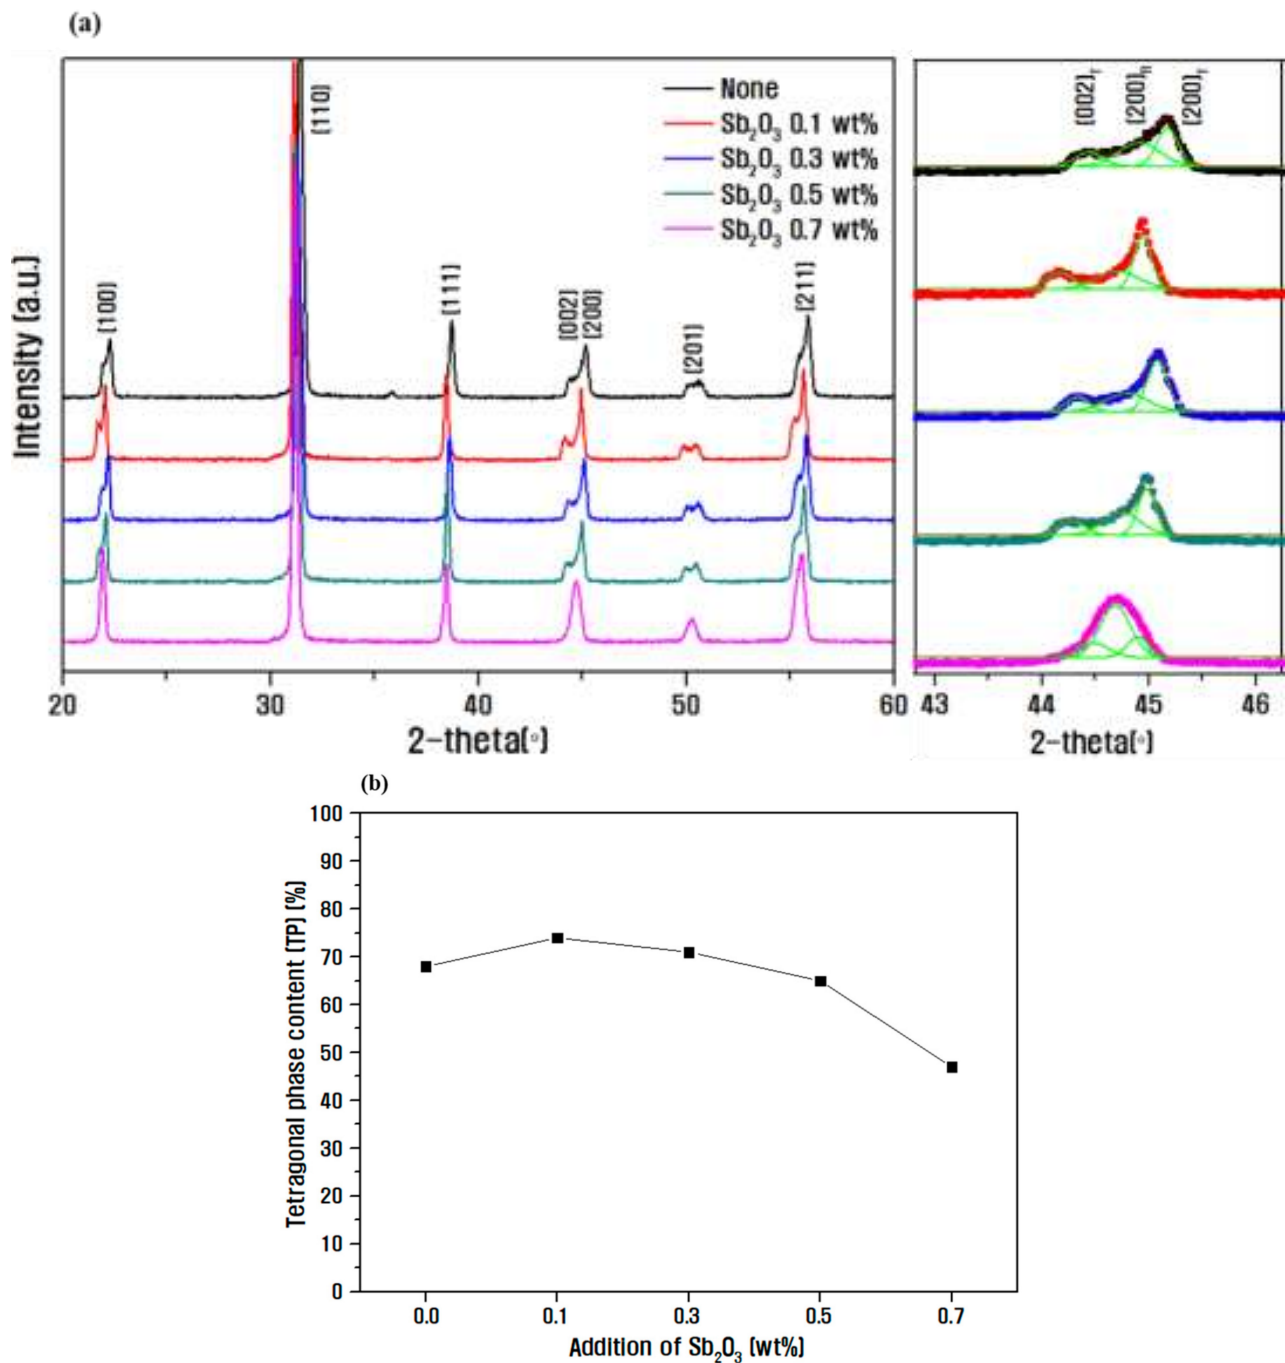 (a)
[002]T
[200]R
[200]T
None
Sb2O3 0.1 wt%
Sb2O3 0.3 wt%
Sb2O3 0.5 wt%
Sb2O3 0.7 wt%
[100]
[110]
[111]
[002]
[200]
[201]
[211]
Intensity [a.u.]
20 30 40 50 60
2-theta[°]
43 44 45 46
2-theta[°]
(b)
100
90
80
70
60
50
40
30
20
10
0
Tetragonal phase content [TP] [%]
0.0 0.1 0.3 0.5 0.7
Addition of Sb2O3 [wt%]